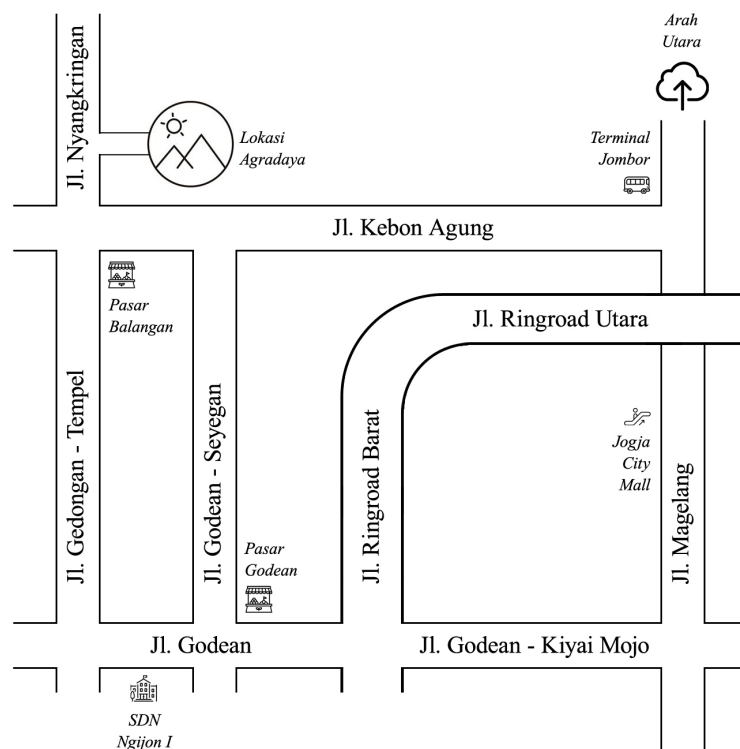 Arah
Utara
Jl. Nyangkringan
Lokasi
Agradaya
Terminal
Jombor
Jl. Kebon Agung
Pasar
Balangan
Jl. Ringroad Utara
Jl. Gedongan - Tempel
Jl. Godean - Seyegan
Jl. Ringroad Barat
Jogja
City
Mall
Jl. Magelang
Pasar
Godean
Jl. Godean
Jl. Godean - Kiyai Mojo
SDN
Ngijon I